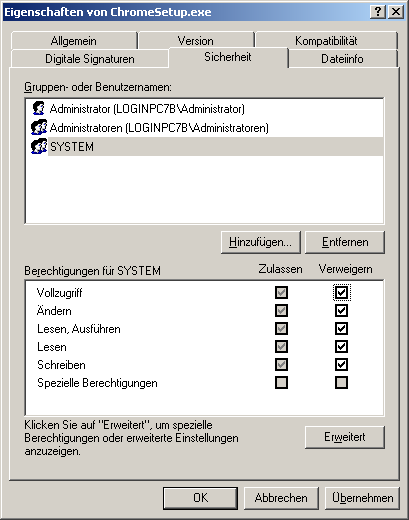 Eigenschaften von ChromeSetup.exe
Allgemein Version Kompatibilität
Digitale Signaturen Sicherheit Dateiinfo
Gruppen- oder Benutzernamen:
Administrator (LOGINPC7B\Administrator)
Administratoren (LOGINPC7B\Administratoren)
SYSTEM
Hinzufügen... Entfernen
Berechtigungen für SYSTEM Zulassen Verweigern
Vollzugriff
Ändern
Lesen, Ausführen
Lesen
Schreiben
Spezielle Berechtigungen
Klicken Sie auf "Erweitert", um spezielle
Berechtigungen oder erweiterte Einstellungen
anzuzeigen.
Erweitert
OK Abbrechen Übernehmen